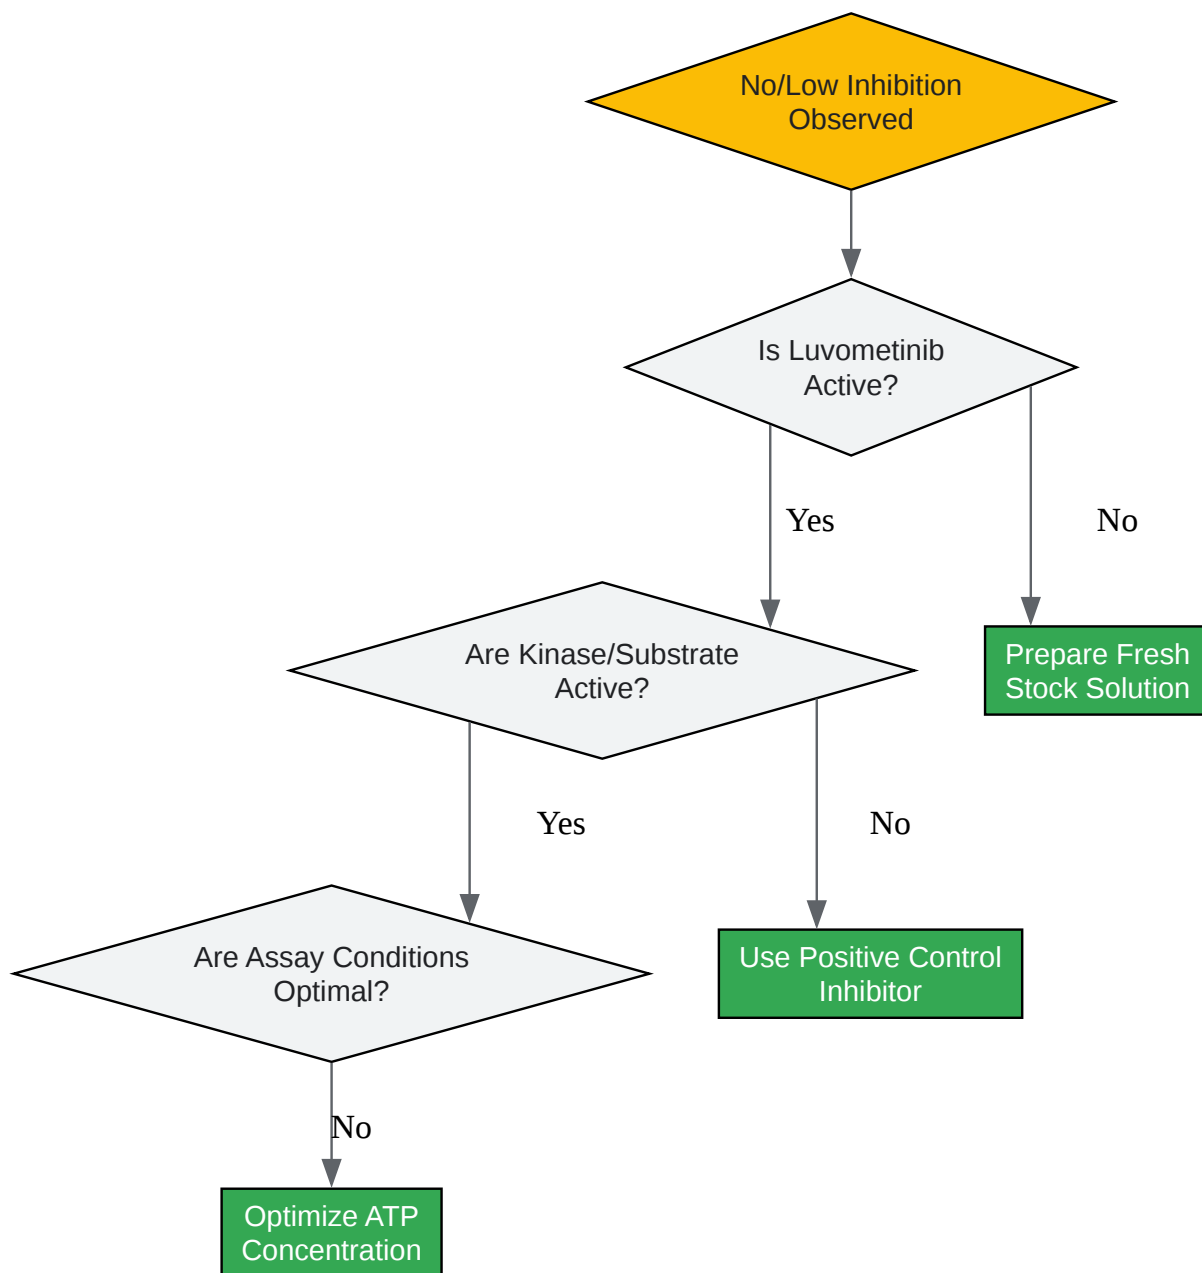 No/Low Inhibition
Observed
Is Luvometinib
Active?
Yes
No
Are Kinase/Substrate
Active?
Prepare Fresh
Stock Solution
Yes
No
Are Assay Conditions
Optimal?
Use Positive Control
Inhibitor
No
Optimize ATP
Concentration